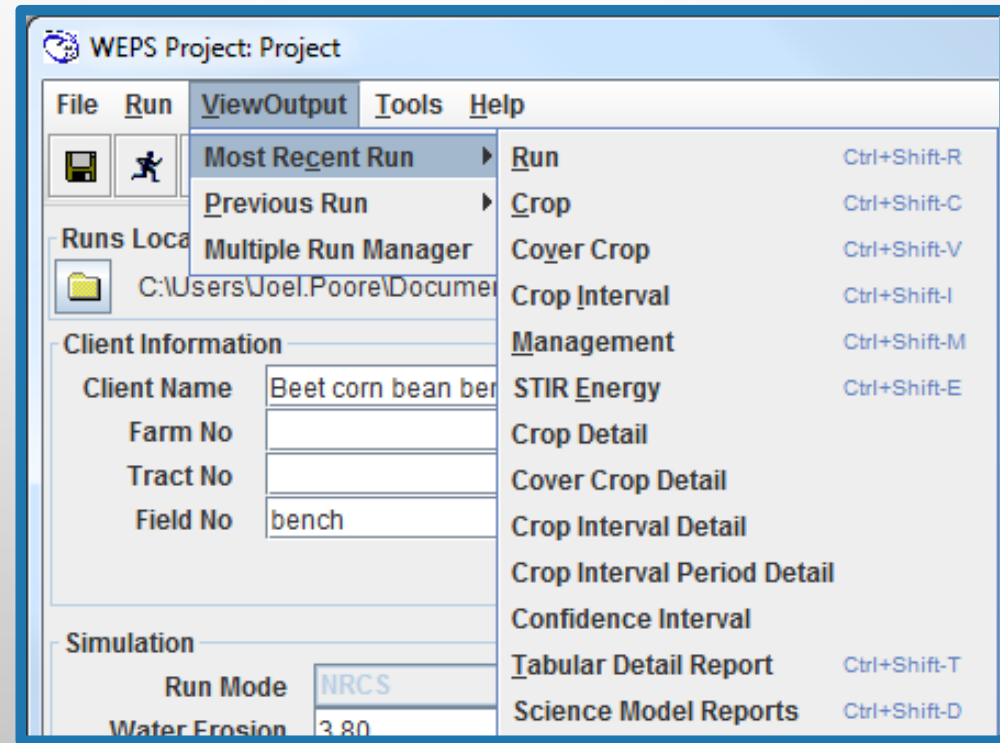 WEPS Project: Project
File Run ViewOutput Tools Help
Most Recent Run
Previous Run
Multiple Run Manager
Run Ctrl+Shift-R
Crop Ctrl+Shift-C
Cover Crop Ctrl+Shift-V
Crop Interval Ctrl+Shift-I
Management Ctrl+Shift-M
STIR Energy Ctrl+Shift-E
Crop Detail
Cover Crop Detail
Crop Interval Detail
Crop Interval Period Detail
Confidence Interval
Tabular Detail Report Ctrl+Shift-T
Science Model Reports Ctrl+Shift-D
Runs Loca
C:\Users\Joel.Poore\Documen
Client Information
Client Name Beet corn bean ben
Farm No
Tract No
Field No bench
Simulation
Run Mode NRCS
Water Erosion 3.80